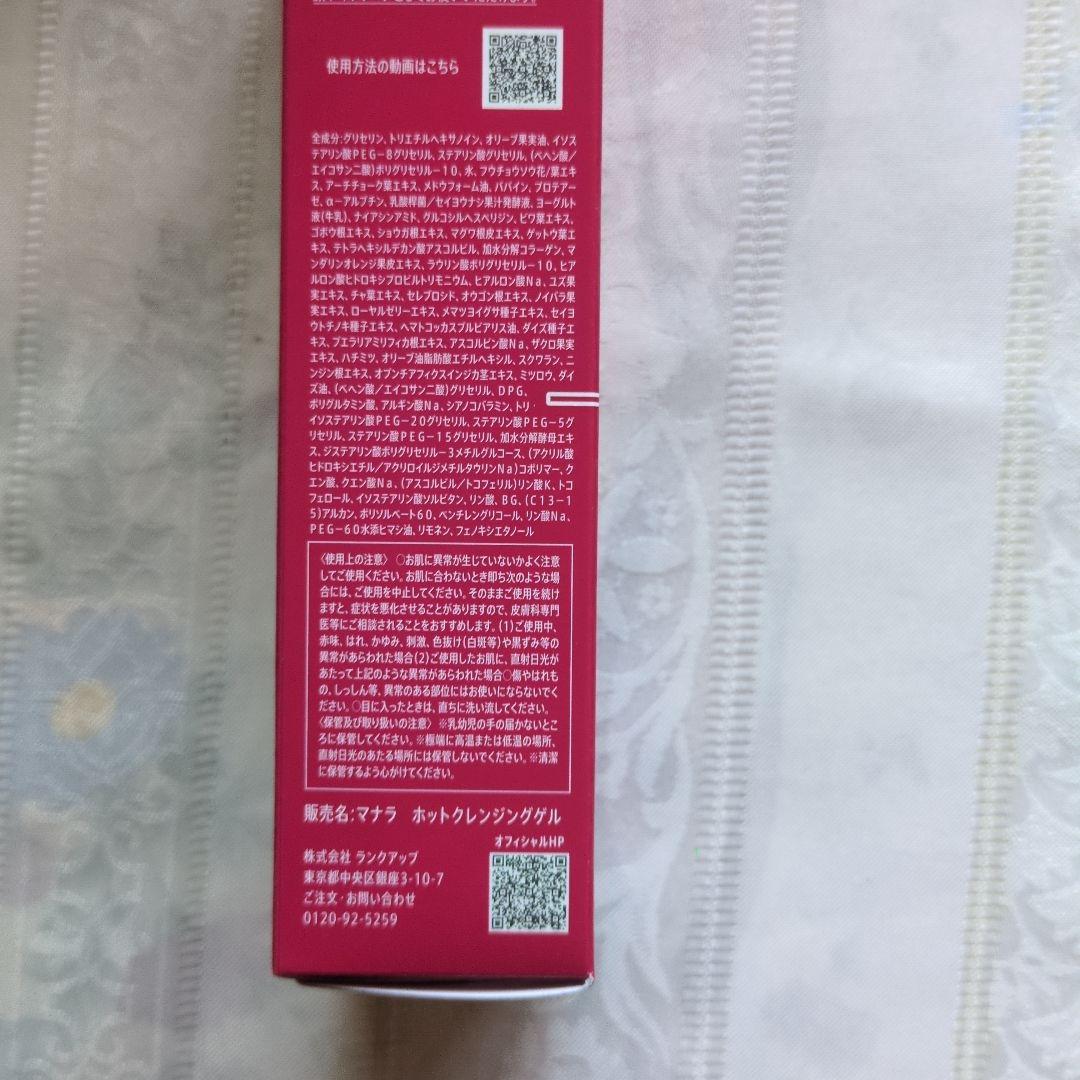 使用方法の動画はこちら
全成分:グリセリン、トリエチルヘキサノイン、オリーブ果実油、イソス
テアリン酸PEG-8グリセリル、ステアリン酸グリセリル、(ベヘン酸/
エイコサン二酸)ポリグリセリル-10、水、フウチョウソウ花/葉エキ
ス、アーチチョーク葉エキス、メドウフォーム油、パパイン、プロテアー
ゼ、α-アルブチン、乳酸桿菌/セイヨウナシ果汁発酵液、ヨーグルト
液(牛乳)、ナイアシンアミド、グルコシルヘスペリジン、ビワ葉エキス、
ゴボウ根エキス、ショウガ根エキス、マグワ根皮エキス、ゲットウ葉エ
キス、テトラヘキシルデカン酸アスコルビル、加水分解コラーゲン、マ
ンダリンオレンジ果皮エキス、ラウリン酸ポリグリセリル-10、ヒア
ルロン酸ヒドロキシプロピルトリモニウム、ヒアルロン酸Na、ユズ果
実エキス、チャ葉エキス、セレブロシド、オウゴン根エキス、ノイバラ果
実エキス、ローヤルゼリーエキス、メマツヨイグサ種子エキス、セイヨ
ウトチノキ種子エキス、ヘマトコッカスプルビアリス油、ダイズ種子エ
キス、プエラリアミリフィカ根エキス、アスコルビン酸Na、ザクロ果実
エキス、ハチミツ、オリーブ油脂肪酸エチルヘキシル、スクワラン、ニ
ンジン根エキス、オプンチアフィクスインジカ茎エキス、ミツロウ、ダイ
ズ油、(ベヘン酸/エイコサン二酸)グリセリル、DPG、
ポリグルタミン酸、アルギン酸Na、シアノコバラミン、トリ
イソステアリン酸PEG-20グリセリル、ステアリン酸PEG-5グ
リセリル、ステアリン酸PEG-15グリセリル、加水分解酵母エキ
ス、ジステアリン酸ポリグリセリル-3メチルグルコース、(アクリル酸
ヒドロキシエチル/アクリロイルジメチルタウリンNa)コポリマー、ク
エン酸、クエン酸Na、(アスコルビル/トコフェリル)リン酸K、トコ
フェロール、イソステアリン酸ソルビタン、リン酸、BG、(C13-1
5)アルカン、ポリソルベート60、ペンチレングリコール、リン酸Na、
PEG-60水添ヒマシ油、リモネン、フェノキシエタノール
〈使用上の注意〉 ○お肌に異常が生じていないかよく注意
してご使用ください。お肌に合わないとき即ち次のような場
合には、ご使用を中止してください。そのままご使用を続け
ますと、症状を悪化させることがありますので、皮膚科専門
医等にご相談されることをおすすめします。(1)ご使用中、
赤味、はれ、かゆみ、刺激、色抜け(白斑等)や黒ずみ等の
異常があらわれた場合(2)ご使用したお肌に、直射日光が
あたって上記のような異常があらわれた場合○傷やはれも
の、しっしん等、異常のある部位にはお使いにならないでく
ださい。○目に入ったときは、直ちに洗い流してください。
〈保管及び取り扱いの注意〉 ※乳幼児の手の届かないとこ
ろに保管してください。※極端に高温または低温の場所、
直射日光のあたる場所には保管しないでください。※清潔
に保管するよう心がけてください。
販売名:マナラ ホットクレンジングゲル
オフィシャルHP
株式会社 ランクアップ
東京都中央区銀座3-10-7
ご注文・お問い合わせ
0120-92-5259